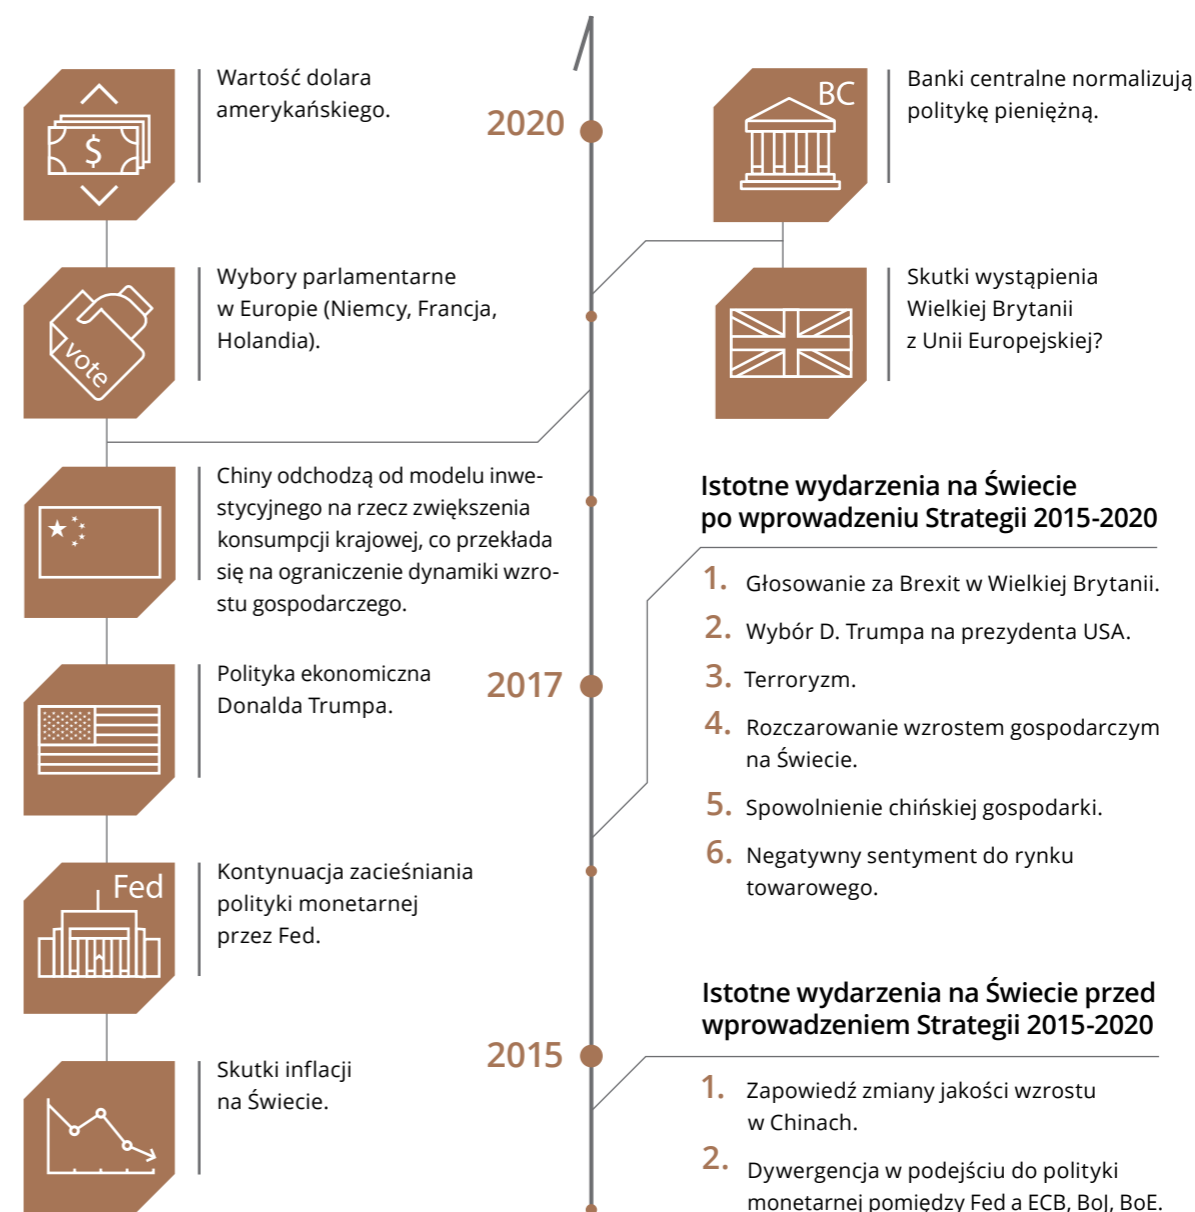 Wartość dolara
amerykańskiego.
Wybory parlamentarne
w Europie (Niemcy, Francja,
Holandia).
vote
Chiny odchodzą od modelu inwe-
stycyjnego na rzecz zwiększenia
konsumpcji krajowej, co przekłada
się na ograniczenie dynamiki wzro-
stu gospodarczego.
Polityka ekonomiczna
Donalda Trumpa.
Fed
Kontynuacja zacieśniania
polityki monetarnej
przez Fed.
Skutki inflacji
na Świecie.
$
2020
2017
2015
BC
Banki centralne normalizują
politykę pieniężną.
Skutki wystąpienia
Wielkiej Brytanii
z Unii Europejskiej?
Istotne wydarzenia na Świecie
po wprowadzeniu Strategii 2015-2020
1. Głosowanie za Brexit w Wielkiej Brytanii.
2. Wybór D. Trumpa na prezydenta USA.
3. Terroryzm.
4. Rozczarowanie wzrostem gospodarczym
na Świecie.
5. Spowolnienie chińskiej gospodarki.
6. Negatywny sentyment do rynku
towarowego.
Istotne wydarzenia na Świecie przed
wprowadzeniem Strategii 2015-2020
1. Zapowiedź zmiany jakości wzrostu
w Chinach.
2. Dywergencja w podejściu do polityki
monetarnej pomiędzy Fed a ECB, BoJ, BoE.